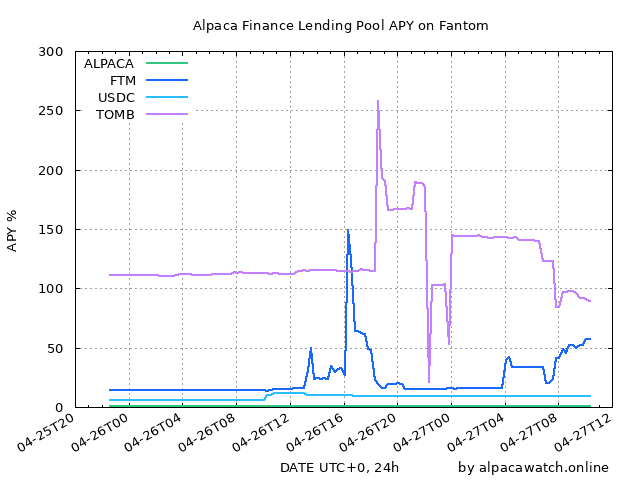 Alpaca Finance Lending Pool APY on Fantom
300
250
200
150
100
50
0
APY %
ALPACA
FTM
USDC
TOMB
04-25T20
04-26T00
04-26T04
04-26T08
04-26T12
04-26T16
04-26T20
04-27T00
04-27T04
04-27T08
04-27T12
DATE UTC+0, 24h
by alpacawatch.online